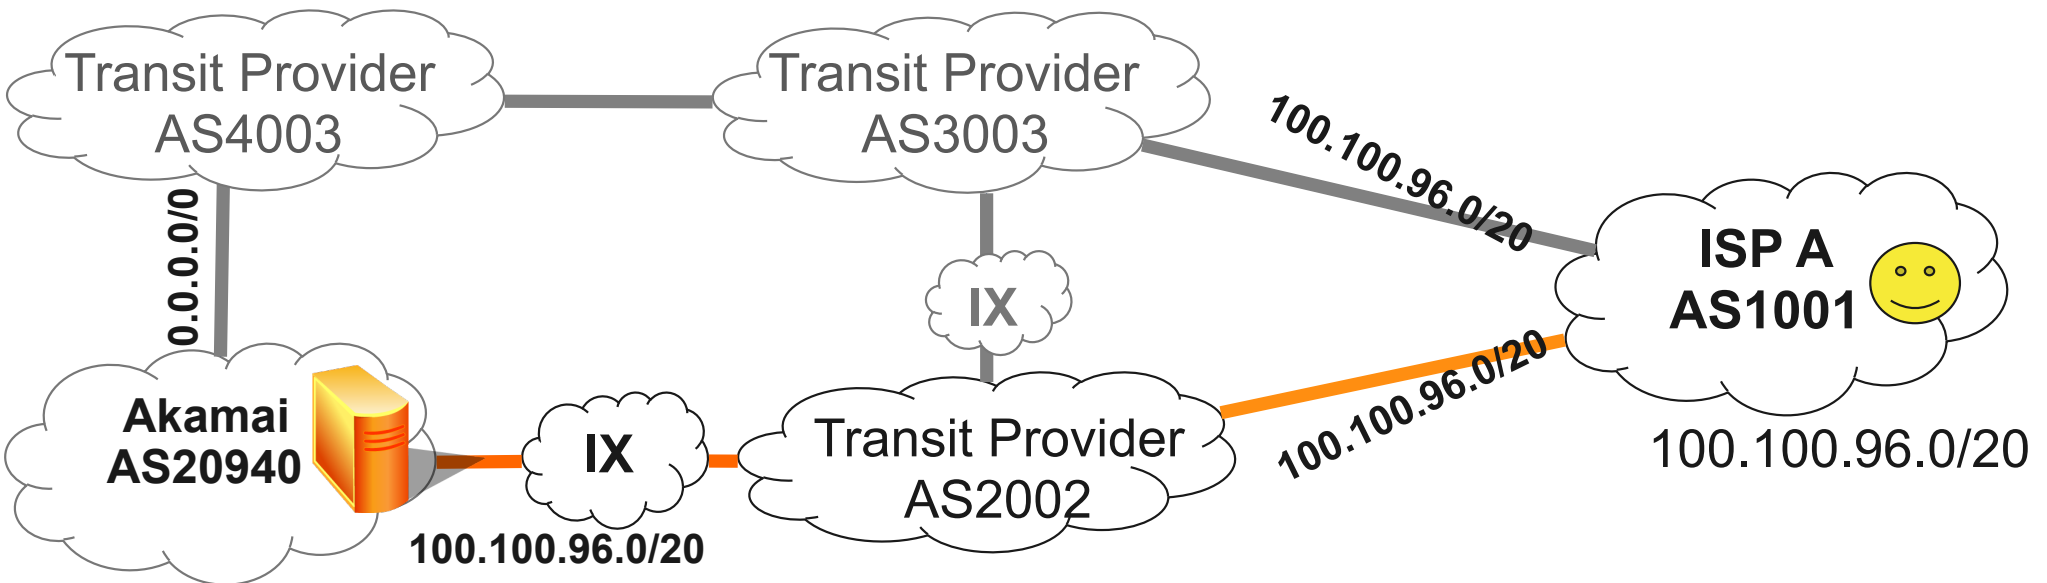 Transit Provider
AS4003
Transit Provider
AS3003
100.100.96.0/20
0.0.0.0/0
IX
ISP A
AS1001
100.100.96.0/20
Akamai
AS20940
IX
Transit Provider
AS2002
100.100.96.0/20
100.100.96.0/20